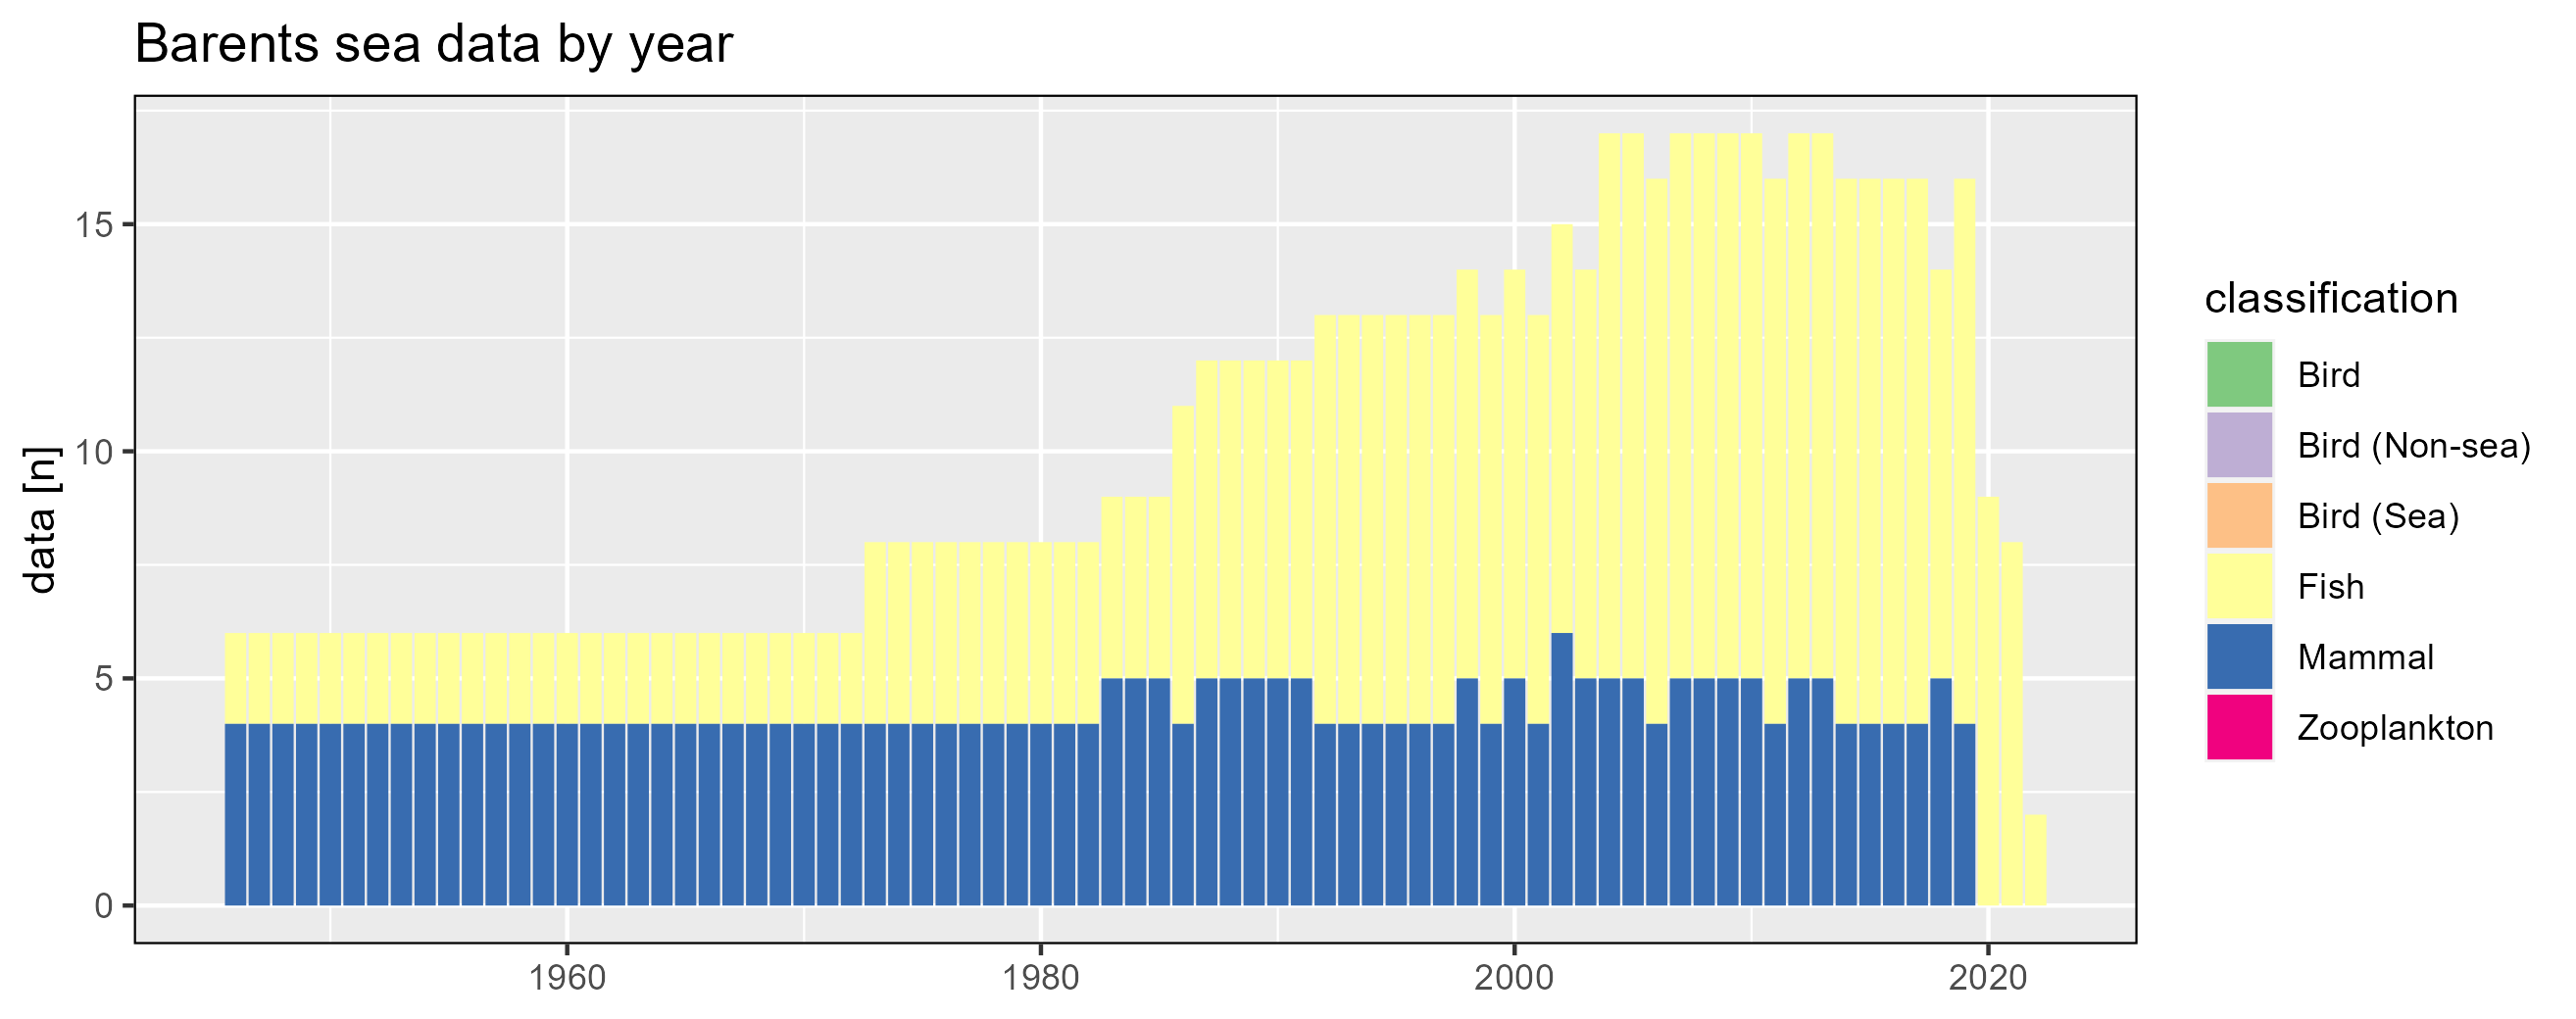 Barents sea data by year
data [n]
15
10
5
0
1960
1980
2000
2020
classification
Bird
Bird (Non-sea)
Bird (Sea)
Fish
Mammal
Zooplankton